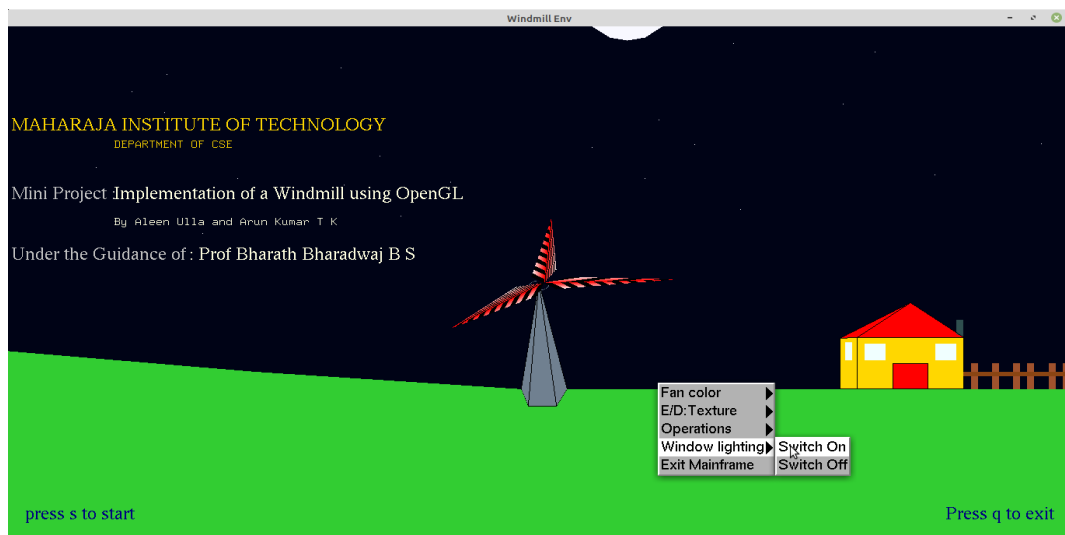 Windmill Env
MAHARAJA INSTITUTE OF TECHNOLOGY
DEPARTMENT OF CSE
Mini Project :Implementation of a Windmill using OpenGL
By Aleen Ulla and Arun Kumar T K
Under the Guidance of : Prof Bharath Bharadwaj B S
Fan color
E/D:Texture
Operations
Window lighting
Switch On
Exit Mainframe
Switch Off
press s to start
Press q to exit